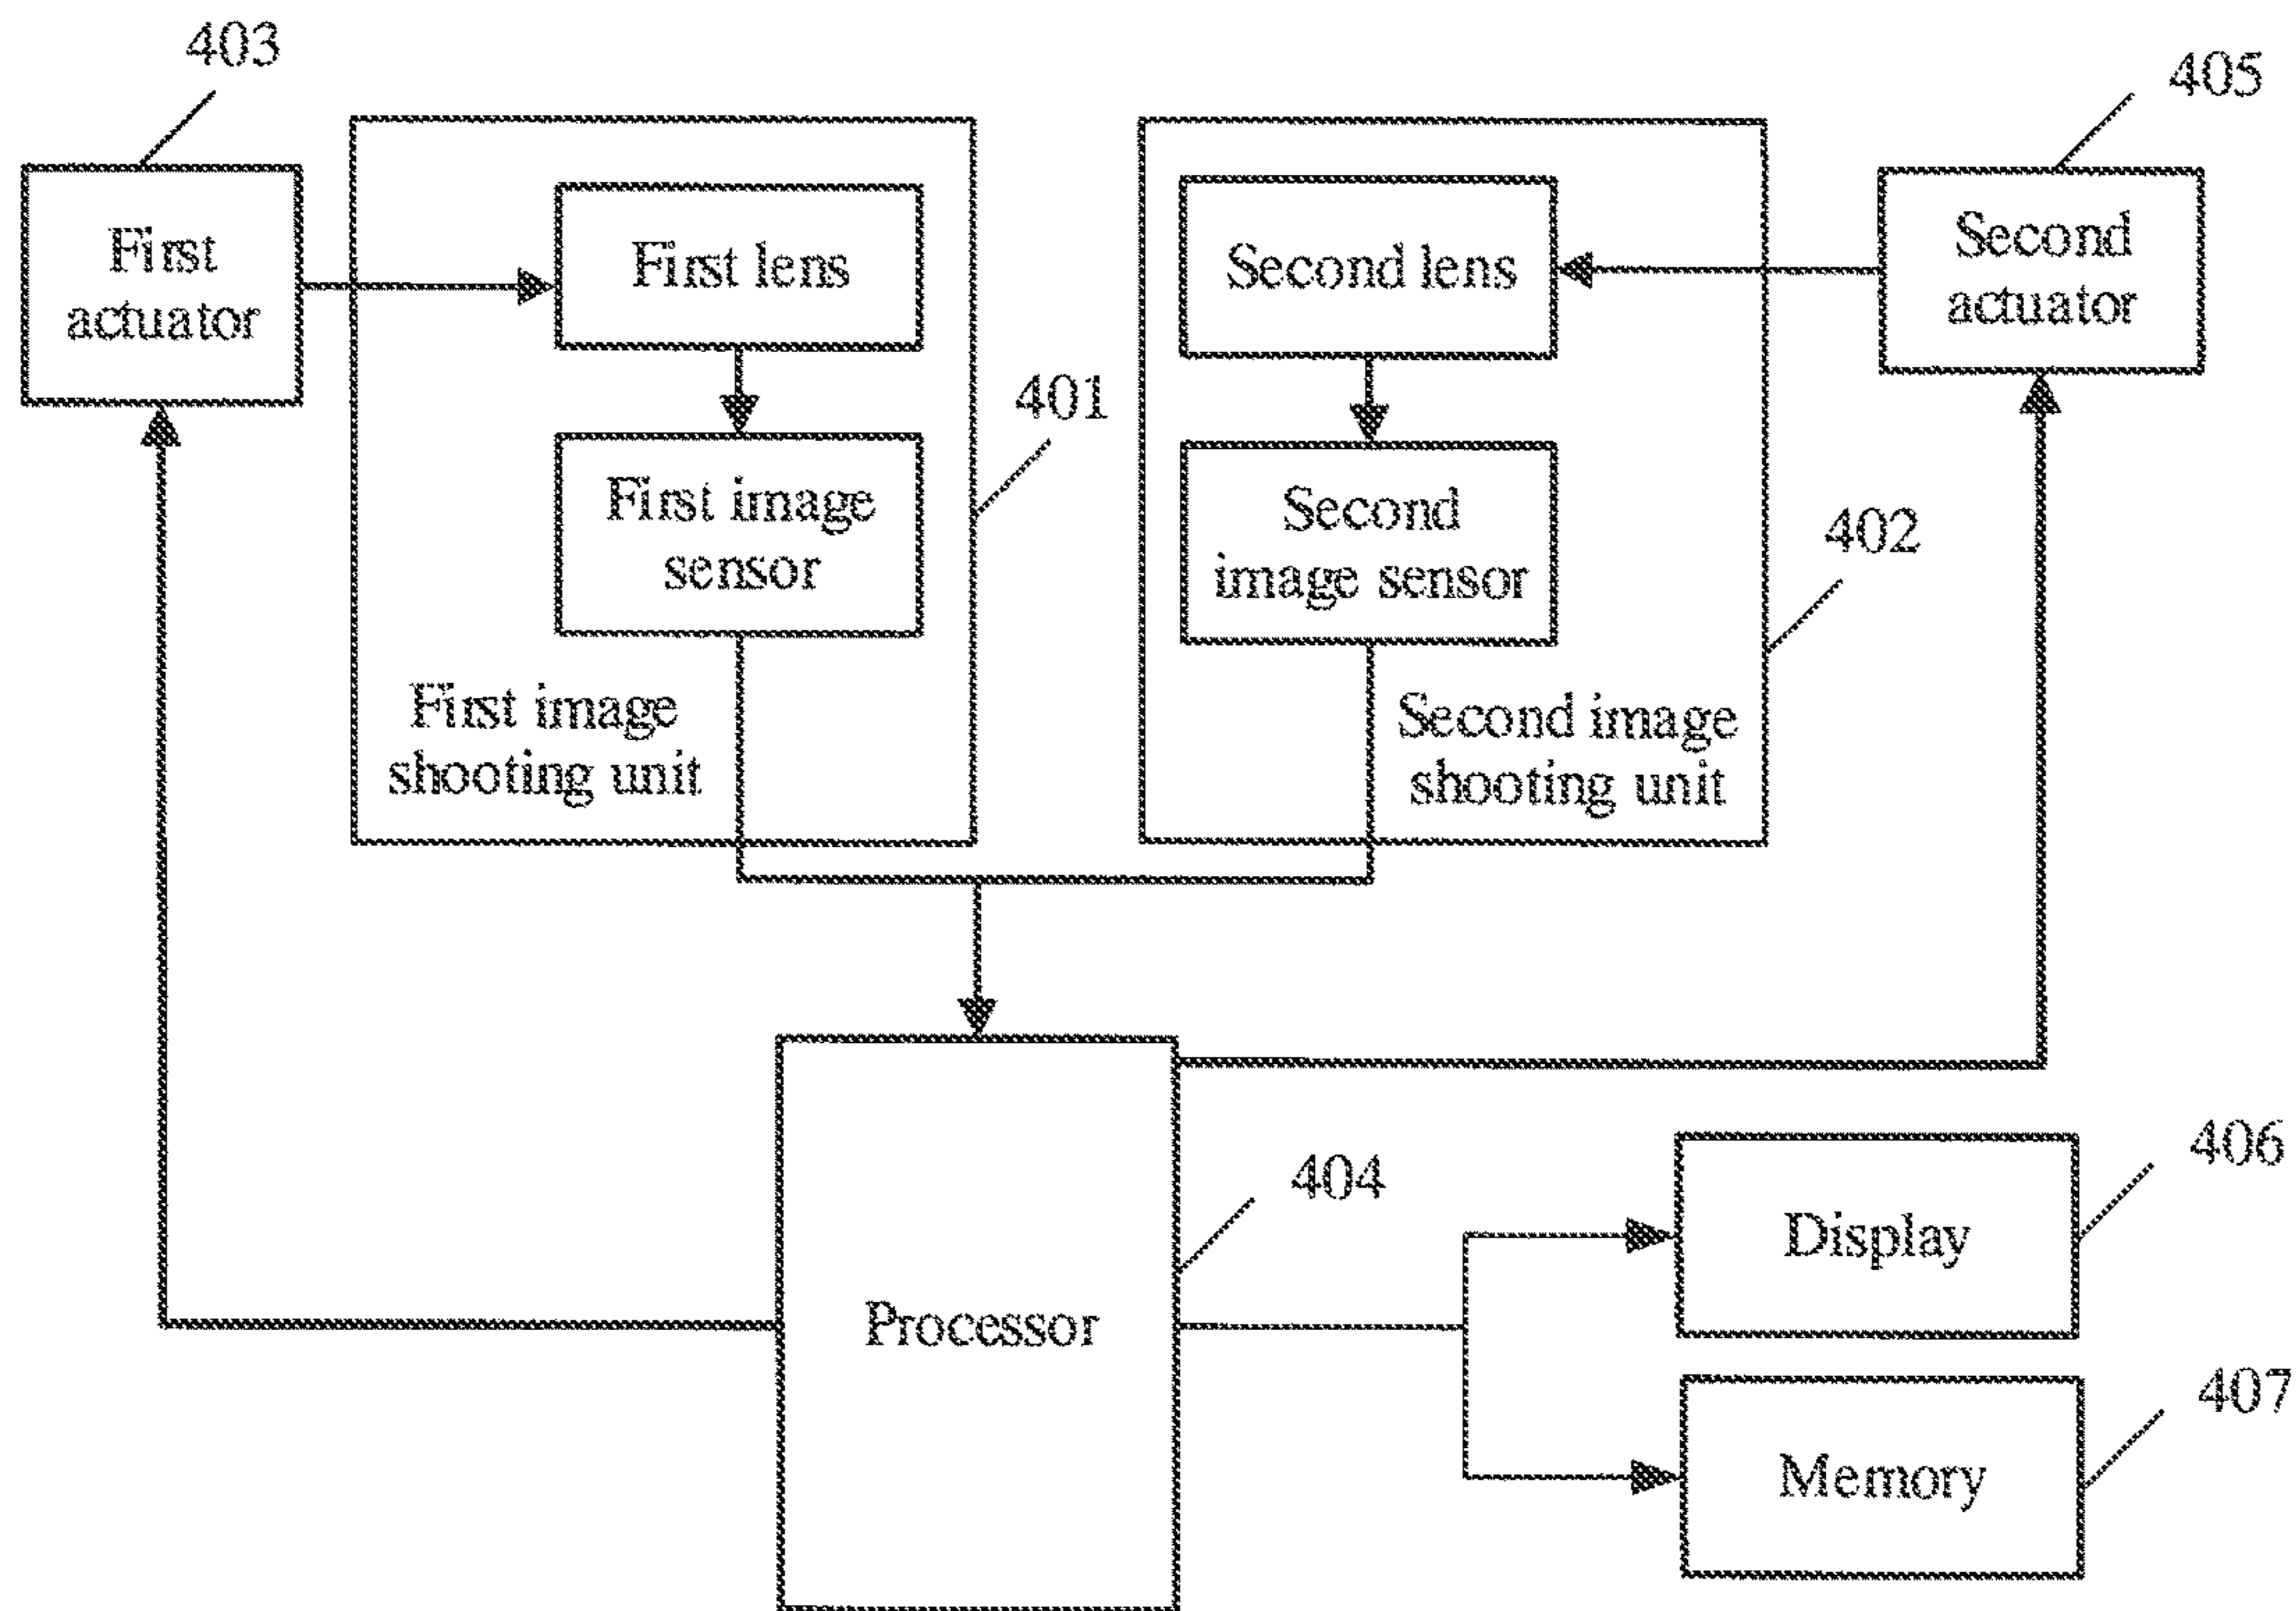 403
405
First
actuator
First lens
Second lens
Second
actuator
401
First image
sensor
Second
image sensor
402
First image
shooting unit
Second image
shooting unit
404
406
Processor
Display
407
Memory